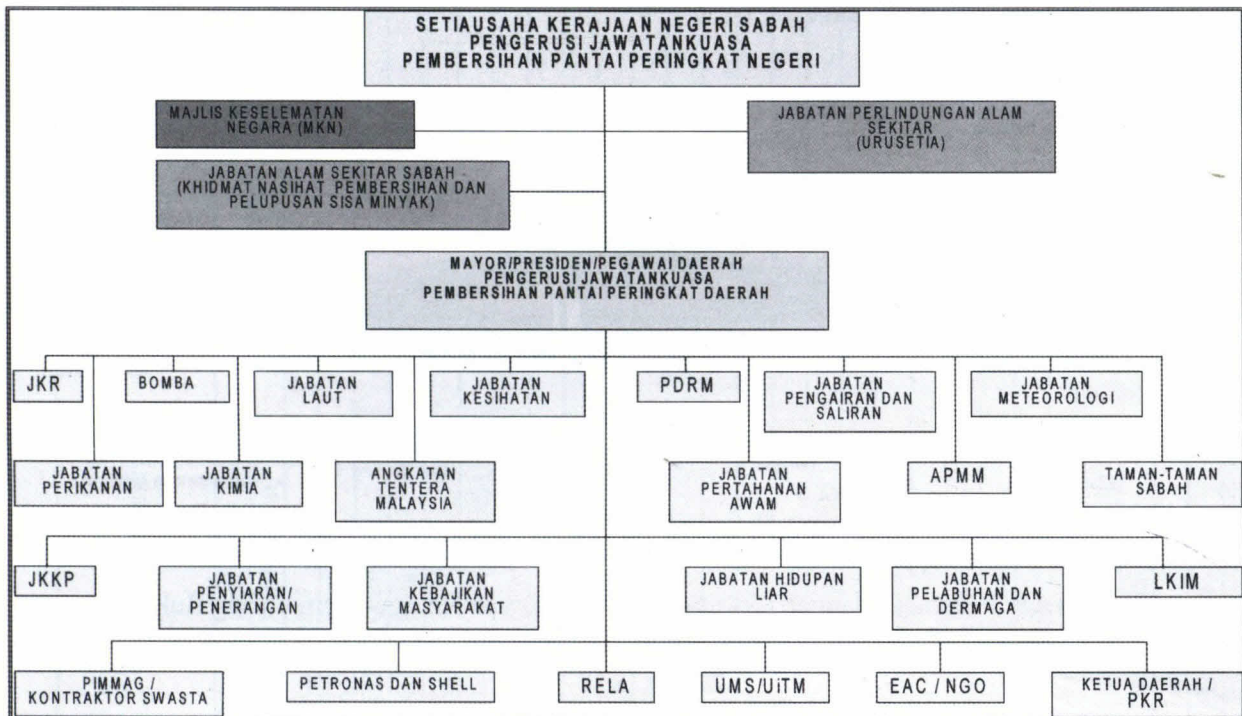 SETIAUSAHA KERAJAAN NEGERI SABAH
PENGERUSI JAWATANKUASA
PEMBERSIHAN PANTAI PERINGKAT NEGERI
MAJLIS KESELEMATAN
NEGARA (MKN)
JABATAN PERLINDUNGAN ALAM
SEKITAR
(URUSETIA)
JABATAN ALAM SEKITAR SABAH -
(KHIDMAT NASIHAT PEMBERSIHAN DAN
PELUPUSAN SISA MINYAK)
MAYOR/PRESIDEN/PEGAWAI DAERAH
PENGERUSI JAWATANKUASA
PEMBERSIHAN PANTAI PERINGKAT DAERAH
JKR
BOMBA
JABATAN
LAUT
JABATAN
KESIHATAN
PDRM
JABATAN
PENGAIRAN DAN
SALIRAN
JABATAN
METEOROLOGI
JABATAN
PERIKANAN
JABATAN
KIMIA
ANGKATAN
TENTERA
MALAYSIA
JABATAN
PERTAHANAN
AWAM
APMM
TAMAN-TAMAN
SABAH
JKKP
JABATAN
PENYIARAN/
PENERANGAN
JABATAN
KEBAJIKAN
MASYARAKAT
JABATAN HIDUPAN
LIAR
JABATAN
PELABUHAN DAN
DERMAGA
LKIM
PIMMAG /
KONTRAKTOR SWASTA
PETRONAS DAN SHELL
RELA
UMS/UiTM
EAC / NGO
KETUA DAERAH /
PKR